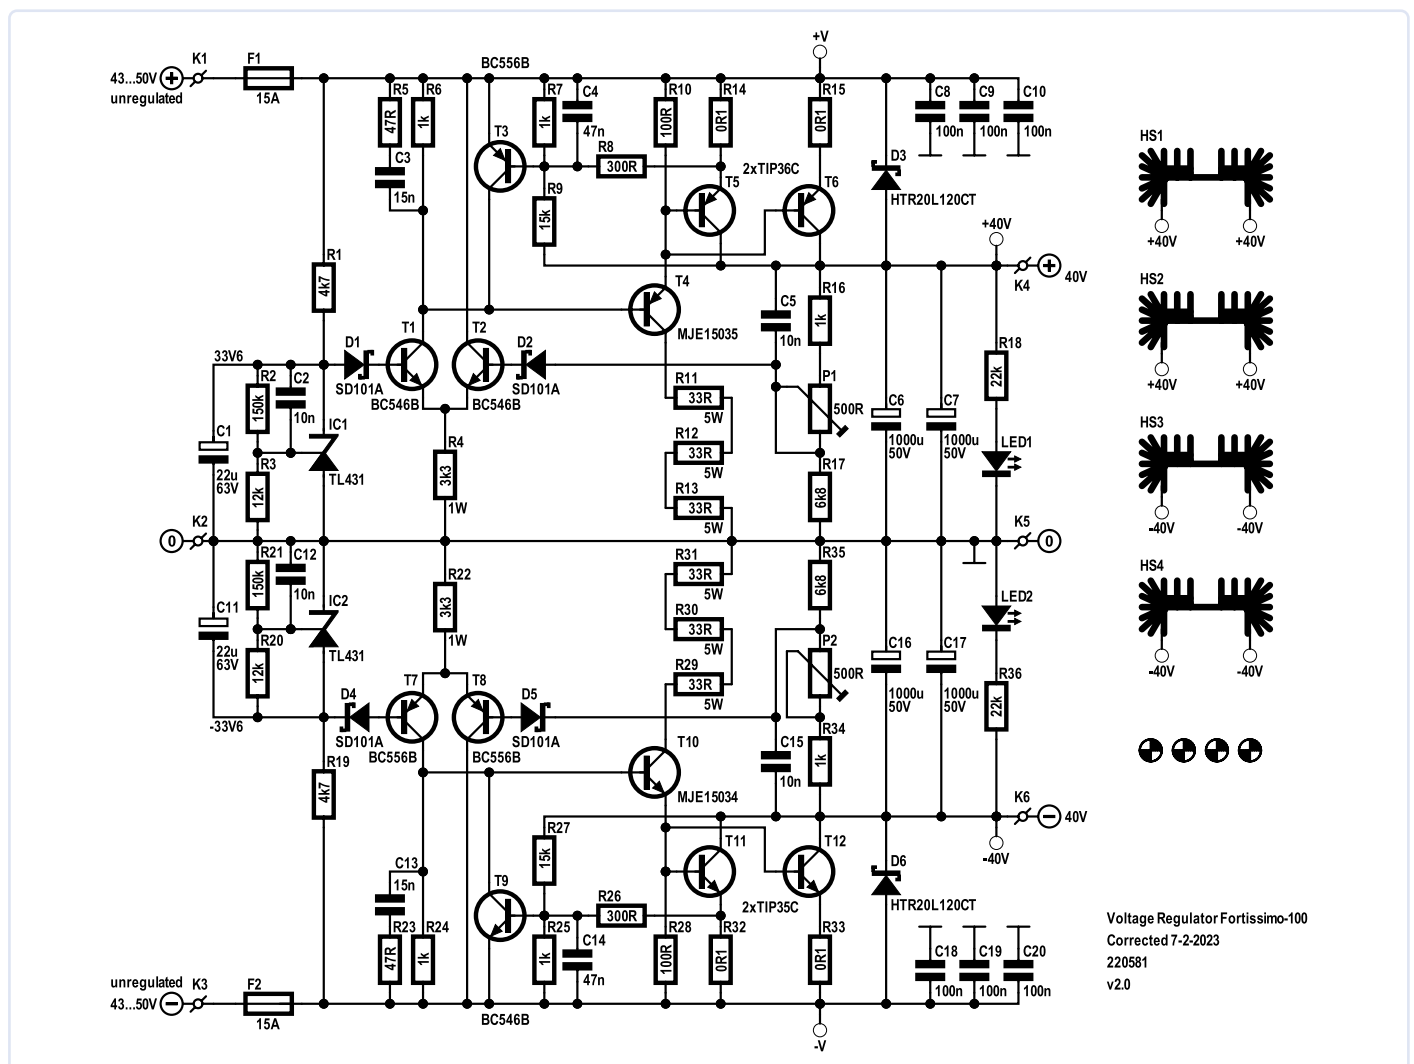 +V
K1
F1
43...50V
unregulated
15A
BC556B
R5
47R
R6
1k
C3
15n
T3
R7
1k
C4
47n
R8
300R
R9
15k
R10
100R
R14
0R1
R15
0R1
2xTIP36C
T5
T6
D3
HTR20L120CT
C8
100n
C9
100n
C10
100n
+40V
K4
40V
R1
4k7
T4
MJE15035
C5
10n
R16
1k
33V6
D1
SD101A
T1
T2
BC546B
BC546B
D2
SD101A
R2
150k
C2
10n
IC1
TL431
C1
22u
63V
R3
12k
R4
3k3
1W
R11
33R
5W
R12
33R
5W
R13
33R
5W
P1
500R
R17
6k8
C6
1000u
50V
C7
1000u
50V
R18
22k
LED1
K2
0
K5
0
R21
150k
C12
10n
IC2
TL431
C11
22u
63V
R20
12k
-33V6
R22
3k3
1W
R31
33R
5W
R30
33R
5W
R29
33R
5W
R35
6k8
P2
500R
R34
1k
C16
1000u
50V
C17
1000u
50V
LED2
R36
22k
D4
SD101A
T7
T8
BC556B
BC556B
D5
SD101A
R19
4k7
T10
MJE15034
C15
10n
K6
40V
-40V
C13
15n
R23
47R
R24
1k
T9
BC546B
R27
15k
R26
300R
R25
1k
C14
47n
R28
100R
R32
0R1
R33
0R1
T11
T12
2xTIP35C
D6
HTR20L120CT
C18
100n
C19
100n
C20
100n
unregulated
43...50V
K3
F2
15A
-V
HS1
+40V
+40V
HS2
+40V
+40V
HS3
-40V
-40V
HS4
-40V
-40V
Voltage Regulator Fortissimo-100
Corrected 7-2-2023
220581
v2.0